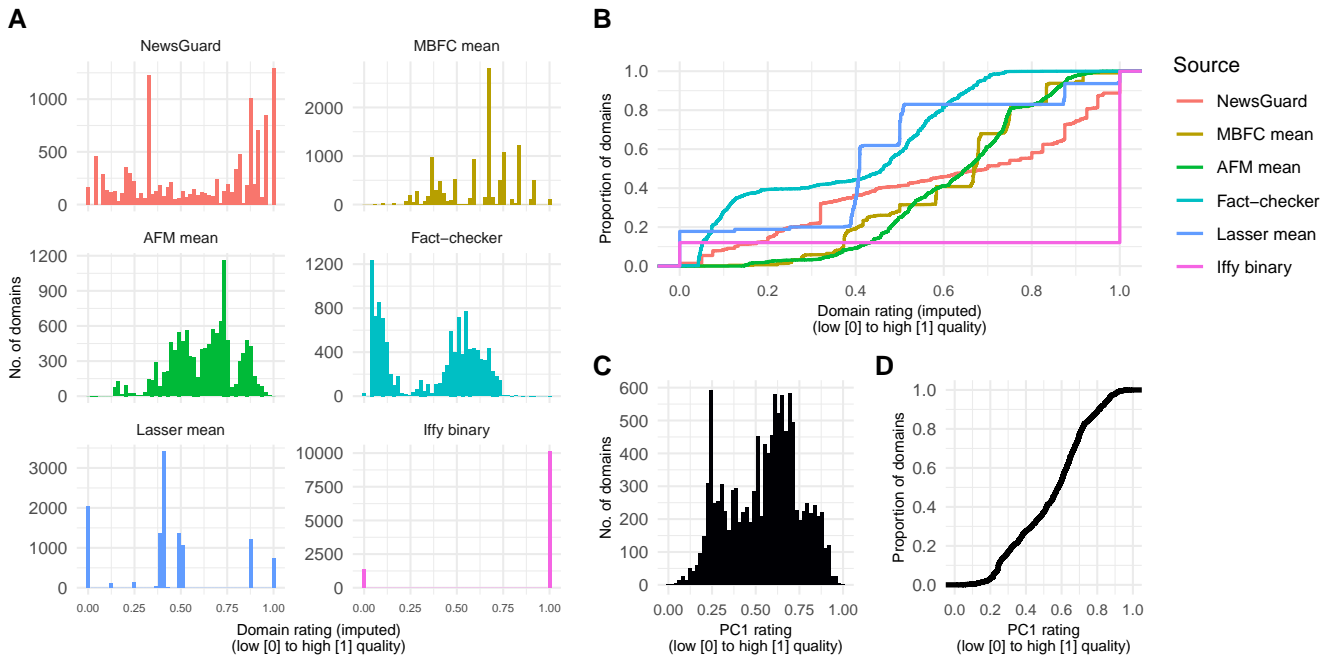 A
NewsGuard
MBFC mean
1000
500
0
2000
1000
0
AFM mean
Fact−checker
1200
900
600
300
0
1200
800
400
0
Lasser mean
Iffy binary
3000
2000
1000
0
10000
7500
5000
2500
0
0.00 0.25 0.50 0.75 1.00
0.00 0.25 0.50 0.75 1.00
No. of domains
Domain rating (imputed)
(low [0] to high [1] quality)
B
1.0
0.8
0.6
0.4
0.2
0.0
Proportion of domains
0.0 0.2 0.4 0.6 0.8 1.0
Domain rating (imputed)
(low [0] to high [1] quality)
Source
NewsGuard
MBFC mean
AFM mean
Fact−checker
Lasser mean
Iffy binary
C
600
500
400
300
200
100
0
No. of domains
0.00 0.25 0.50 0.75 1.00
PC1 rating
(low [0] to high [1] quality)
D
1.0
0.8
0.6
0.4
0.2
0.0
Proportion of domains
0.0 0.2 0.4 0.6 0.8 1.0
PC1 rating
(low [0] to high [1] quality)